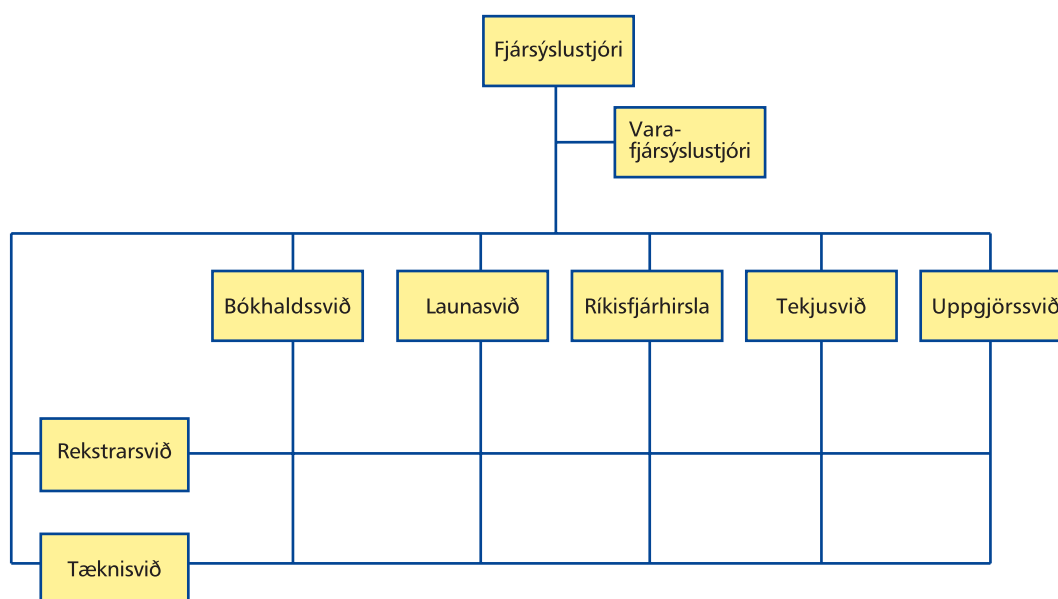 Fjársýslustjóri
Vara-
fjársýslustjóri
Bókhaldssvið
Launasvið
Ríkisfjárhirsla
Tekjusvið
Uppgjörssvið
Rekstrarsvið
Tæknisvið